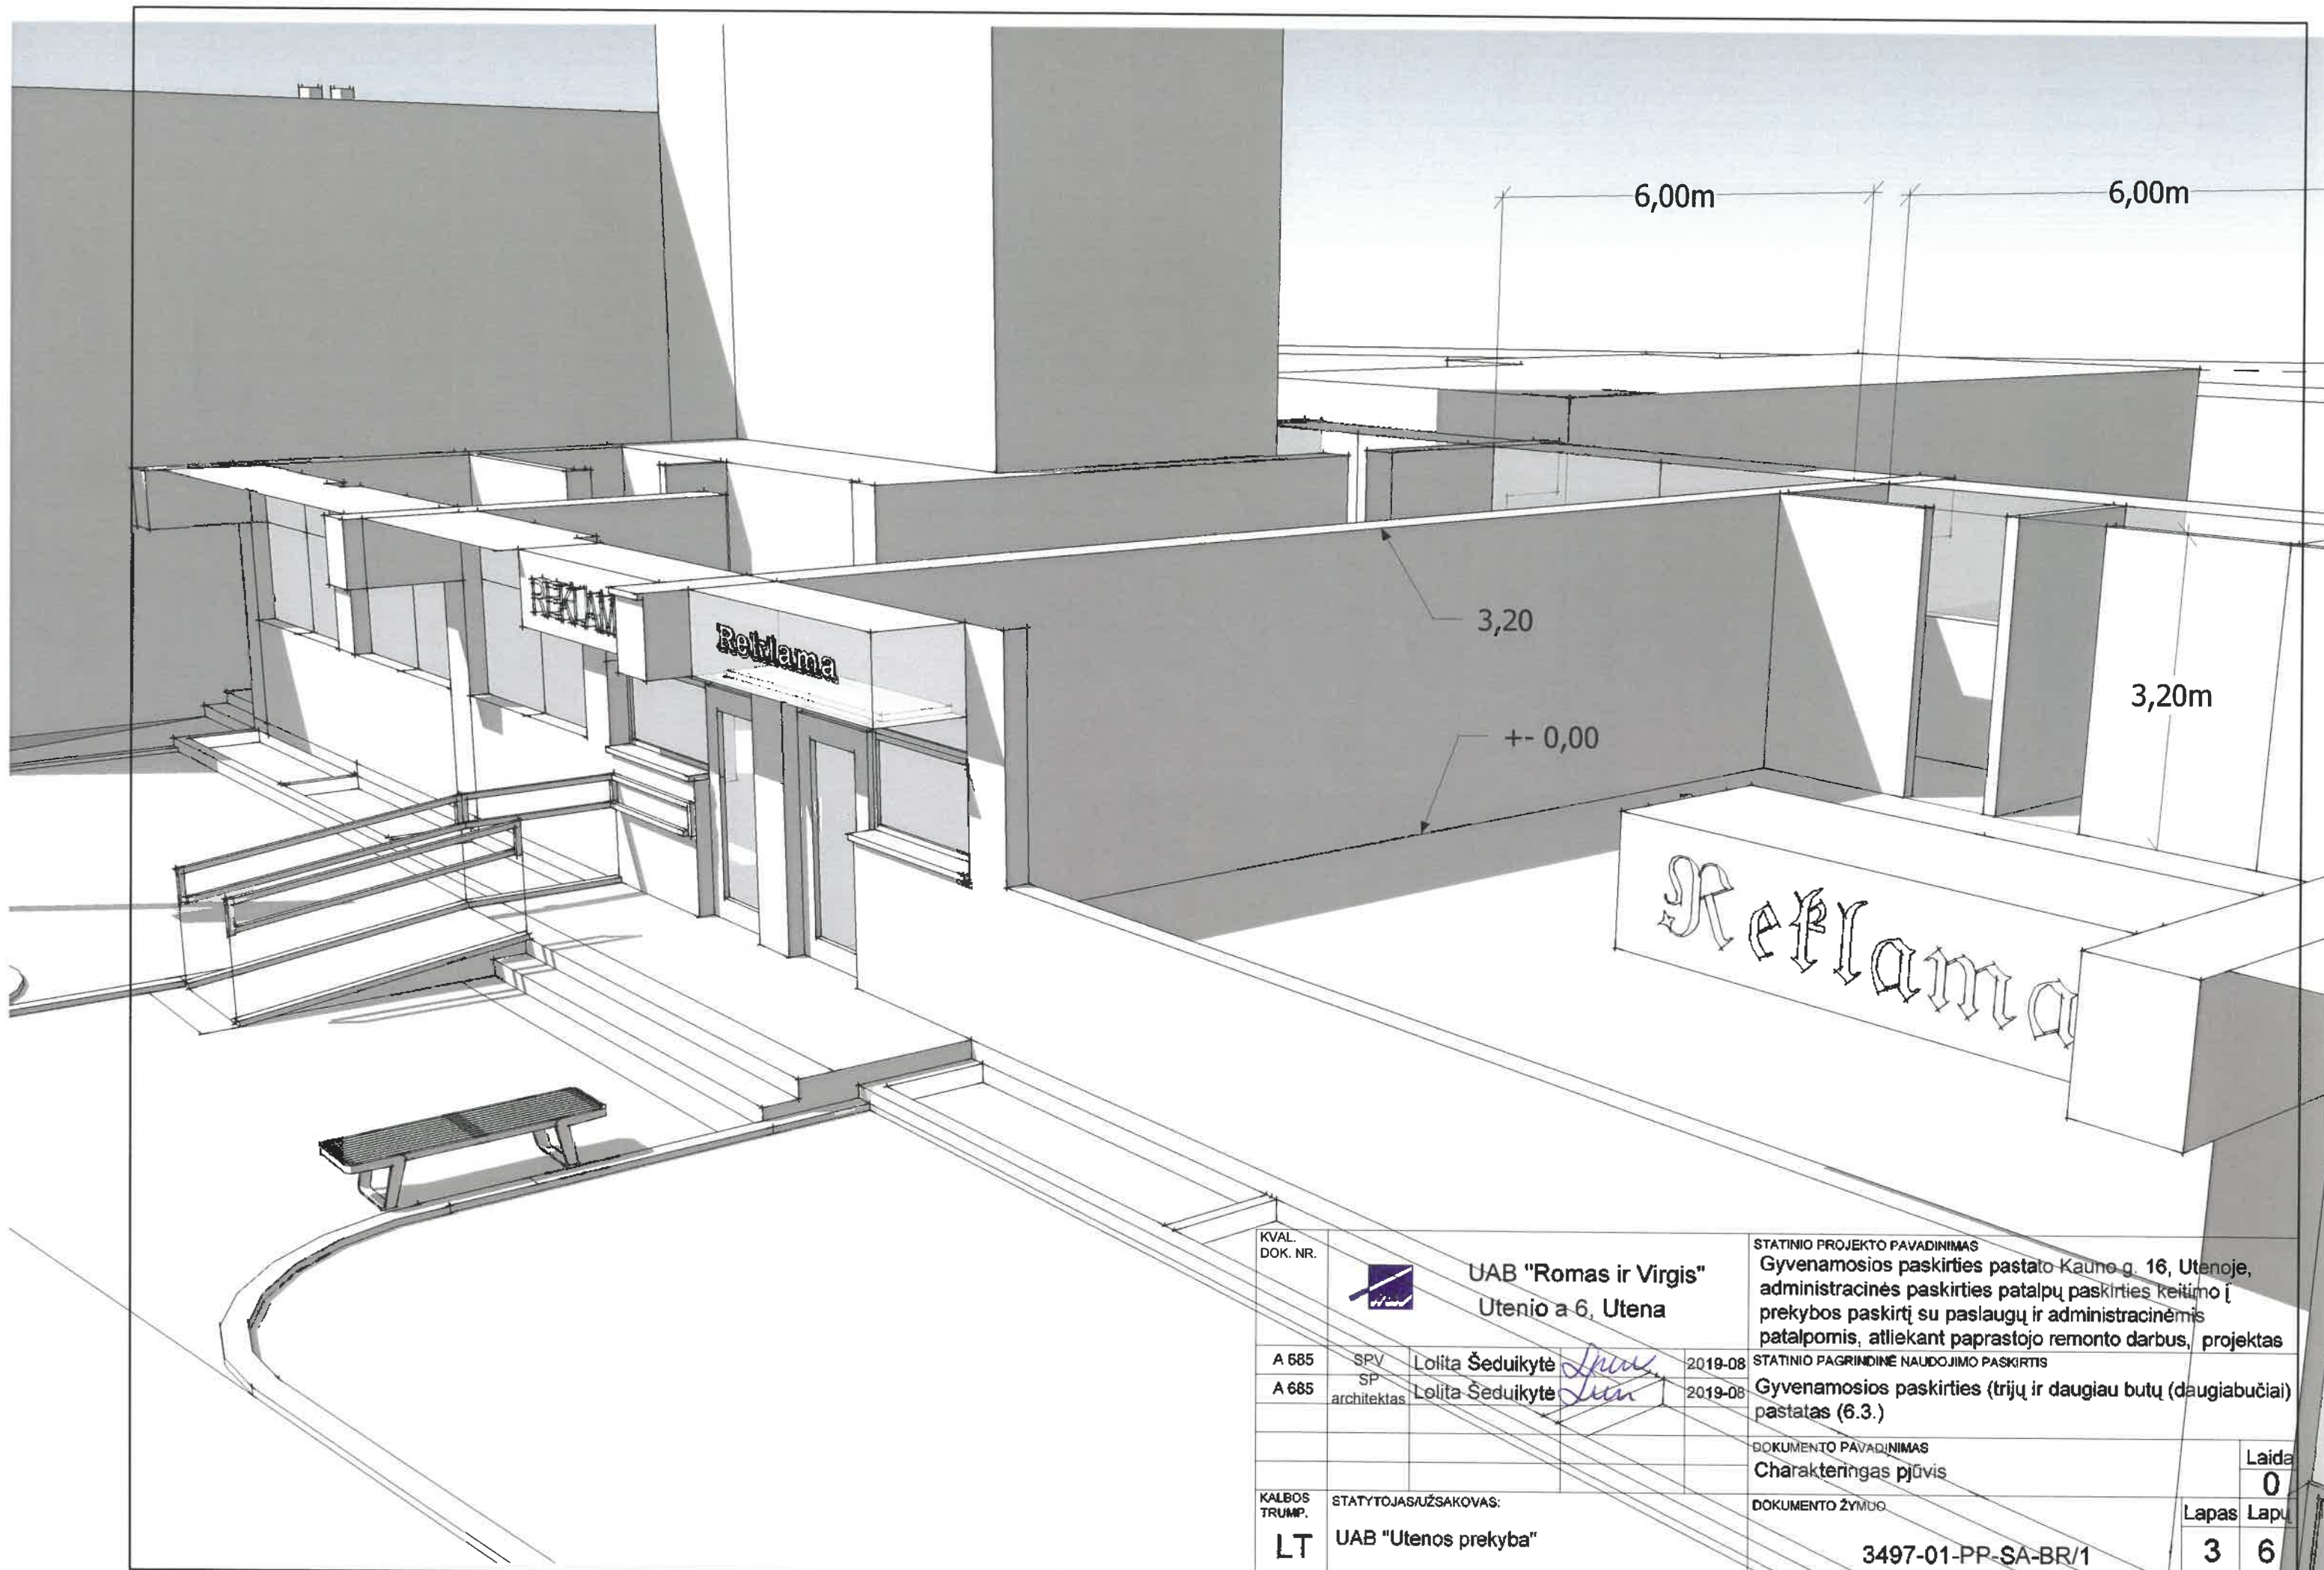 6,00m
6,00m
REKLAM
Reklama
3,20
3,20m
+- 0,00
Reklama
KVAL.
DOK. NR.
UAB "Romas ir Virgis"
Utenio a 6, Utena
STATINIO PROJEKTO PAVADINIMAS
Gyvenamosios paskirties pastato Kauno g. 16, Utenoje,
administracinės paskirties patalpų paskirties keitimo į
prekybos paskirtį su paslaugų ir administracinėmis
patalpomis, atliekant paprastojo remonto darbus, projektas
A 685 SPV Lolita Šeduikytė 2019-08
A 685 SP architektas Lolita Šeduikytė 2019-08
STATINIO PAGRINDINĖ NAUDOJIMO PASKIRTIS
Gyvenamosios paskirties (trijų ir daugiau butų (daugiabučiai)
pastatas (6.3.)
DOKUMENTO PAVADINIMAS
Charakteringas pjūvis
Laida
0
KALBOS
TRUMP.
LT
STATYTOJAS/UŽSAKOVAS:
UAB "Utenos prekyba"
DOKUMENTO ŽYMUO
3497-01-PP-SA-BR/1
Lapas Lapų
3 6